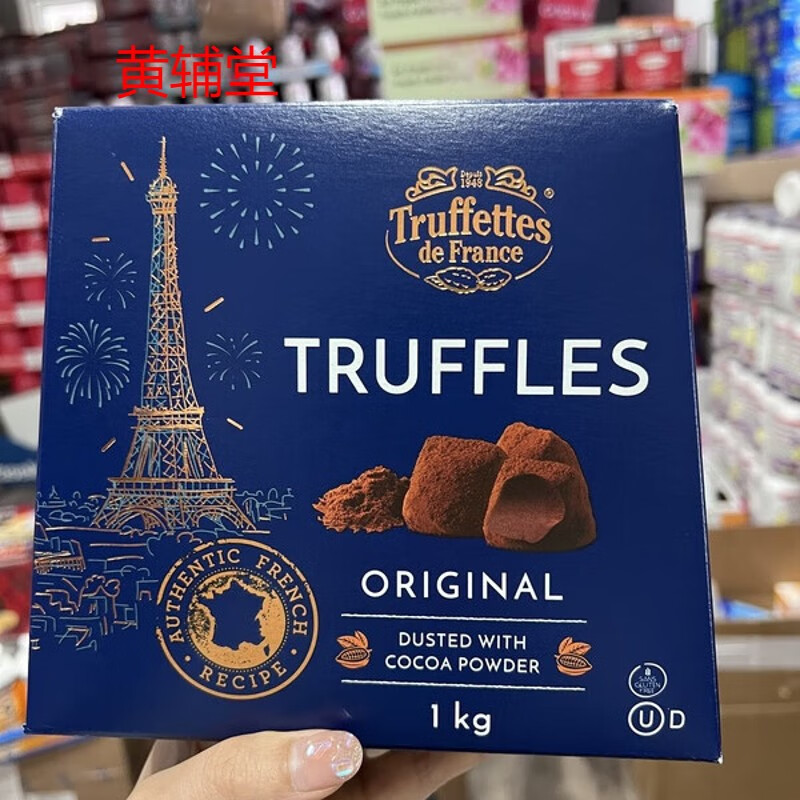 黄辅堂
Depuis
1948
Truffettes
de France
®
TRUFFLES
ORIGINAL
DUSTED WITH
COCOA POWDER
1 kg
AUTHENTIC FRENCH
• RECIPE •
SANS
GLUTEN
FREE
U D